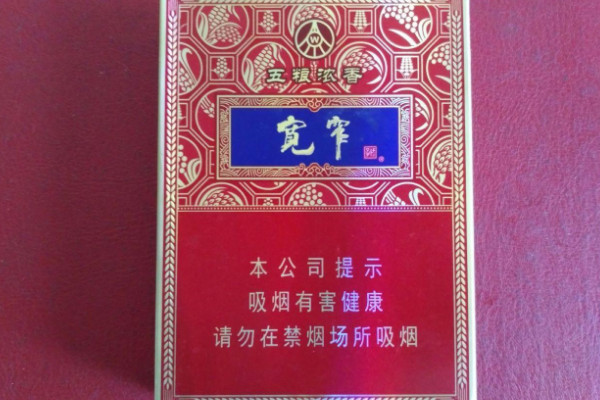 W
五粮浓香
宽窄
本公司提示
吸烟有害健康
请勿在禁烟场所吸烟